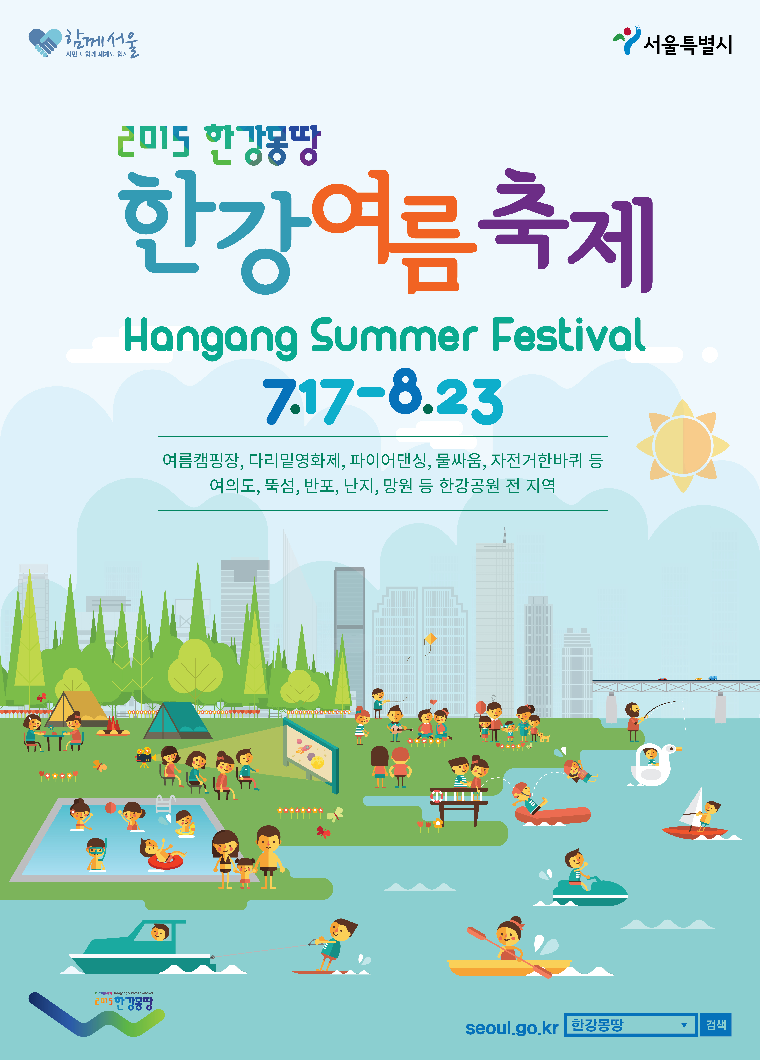 함께서울
서울특별시
2015 한강몽땅
한강여름축제
Hangang Summer Festival
7.17-8.23
여름캠핑장, 다리밑영화제, 파이어댄싱, 물싸움, 자전거한바퀴 등
여의도, 뚝섬, 반포, 난지, 망원 등 한강공원 전 지역
2015 한강몽땅
seoul.go.kr 한강몽땅 검색